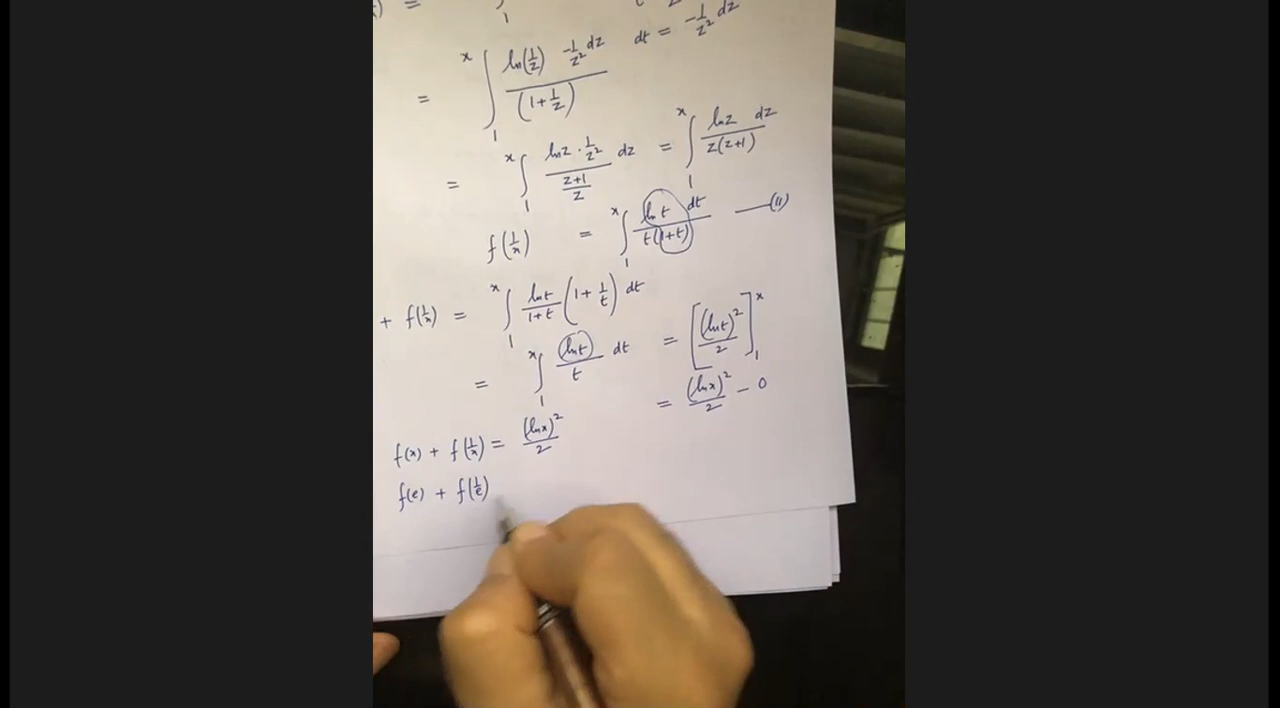 = ∫₁
= ∫₁ˣ ln(1/z) -1/z² dz / (1 + 1/z) dt = -1/z² dz
= ∫₁ˣ (ln z · 1/z²) / ((z+1)/z) dz = ∫₁ˣ ln z dz / z(z+1)
f(1/x) = ∫₁ˣ ln t dt / t(1+t) —(11)
+ f(1/x) = ∫₁ˣ ln t / 1+t (1 + 1/t) dt
= ∫₁ˣ (ln t) / t dt = [(ln t)² / 2]₁ˣ
= (ln x)² / 2 - 0
f(x) + f(1/x) = (ln x)² / 2
f(e) + f(1/e)